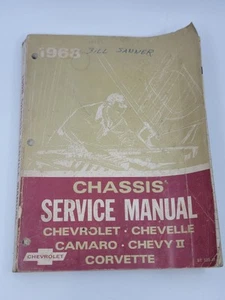 1968
CHASSIS
SERVICE MANUAL
CHEVROLET · CHEVELLE
CAMARO · CHEVY II
CORVETTE
CHEVROLET